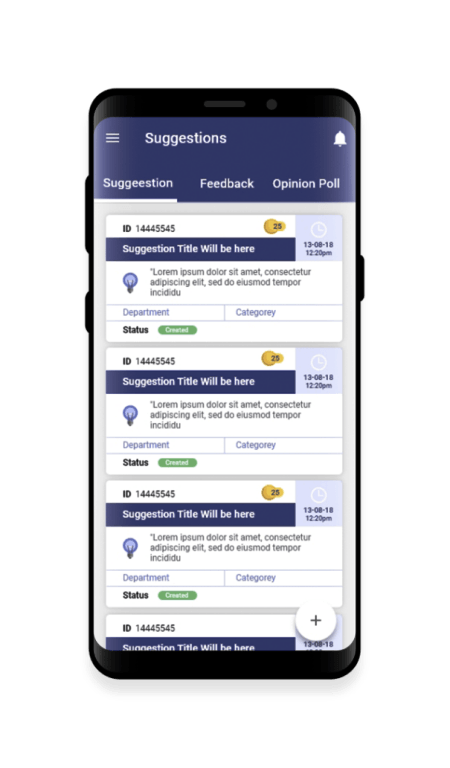 Suggestions
Suggeestion Feedback Opinion Poll
ID 14445545 25
13-08-18
Suggestion Title Will be here
12:20pm
"Lorem ipsum dolor sit amet, consectetur
adipiscing elit, sed do eiusmod tempor
incididu
Department Categorey
Status Created
ID 14445545 25
13-08-18
Suggestion Title Will be here
12:20pm
"Lorem ipsum dolor sit amet, consectetur
adipiscing elit, sed do eiusmod tempor
incididu
Department Categorey
Status Created
ID 14445545 25
13-08-18
Suggestion Title Will be here
12:20pm
"Lorem ipsum dolor sit amet, consectetur
adipiscing elit, sed do eiusmod tempor
incididu
Department Categorey
Status Created
+
ID 14445545
13-08-18
Suggestion Title Will be here